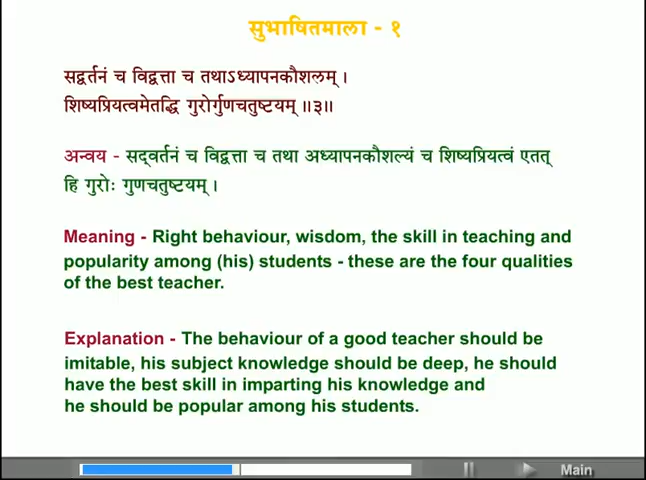 सुभाषितमाला - १
सद्वर्तनं च विद्वत्ता च तथाऽध्यापनकौशलम् ।
शिष्यप्रियत्वमेतद्धि गुरोर्गुणचतुष्टयम् ॥३॥
अन्वय - सद्‌वर्तनं च विद्वत्ता च तथा अध्यापनकौशल्यं च शिष्यप्रियत्वं एतत्
हि गुरोः गुणचतुष्टयम् ।
Meaning - Right behaviour, wisdom, the skill in teaching and
popularity among (his) students - these are the four qualities
of the best teacher.
Explanation - The behaviour of a good teacher should be
imitable, his subject knowledge should be deep, he should
have the best skill in imparting his knowledge and
he should be popular among his students.
Main